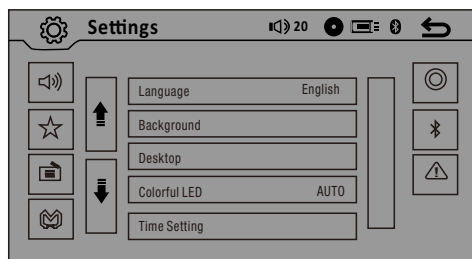 Settings 20
Language English
Background
Desktop
Colorful LED AUTO
Time Setting